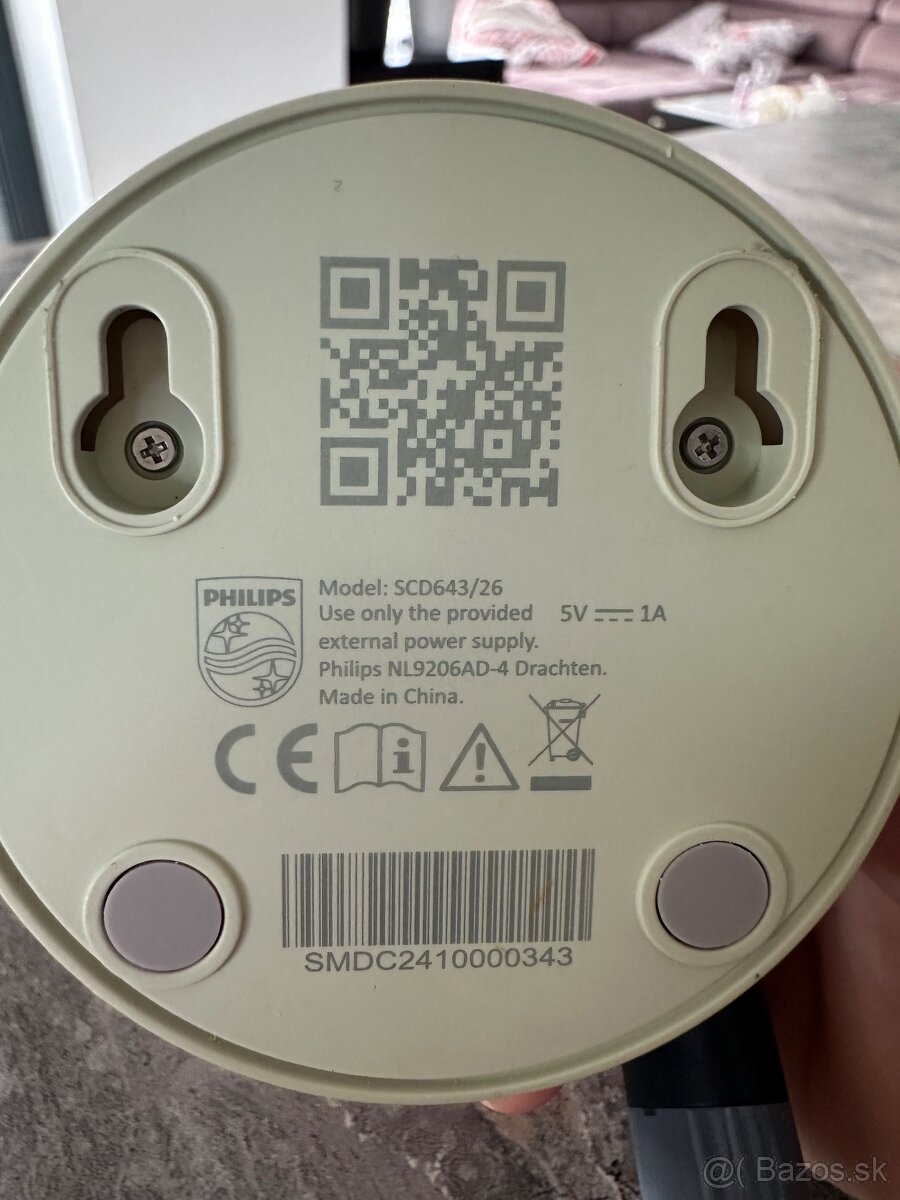 Model: SCD643/26
PHILIPS
Use only the provided 5V 1A
external power supply.
Philips NL9206AD-4 Drachten.
Made in China.
CE
SMDC2410000343
@( Bazos.sk